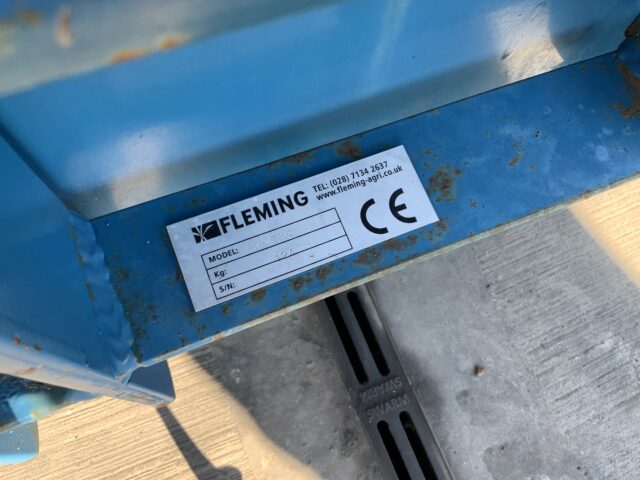 FLEMING
TEL: (028) 7134 2637
www.fleming-agri.co.uk
CE
MODEL:
Kg:
S/N: